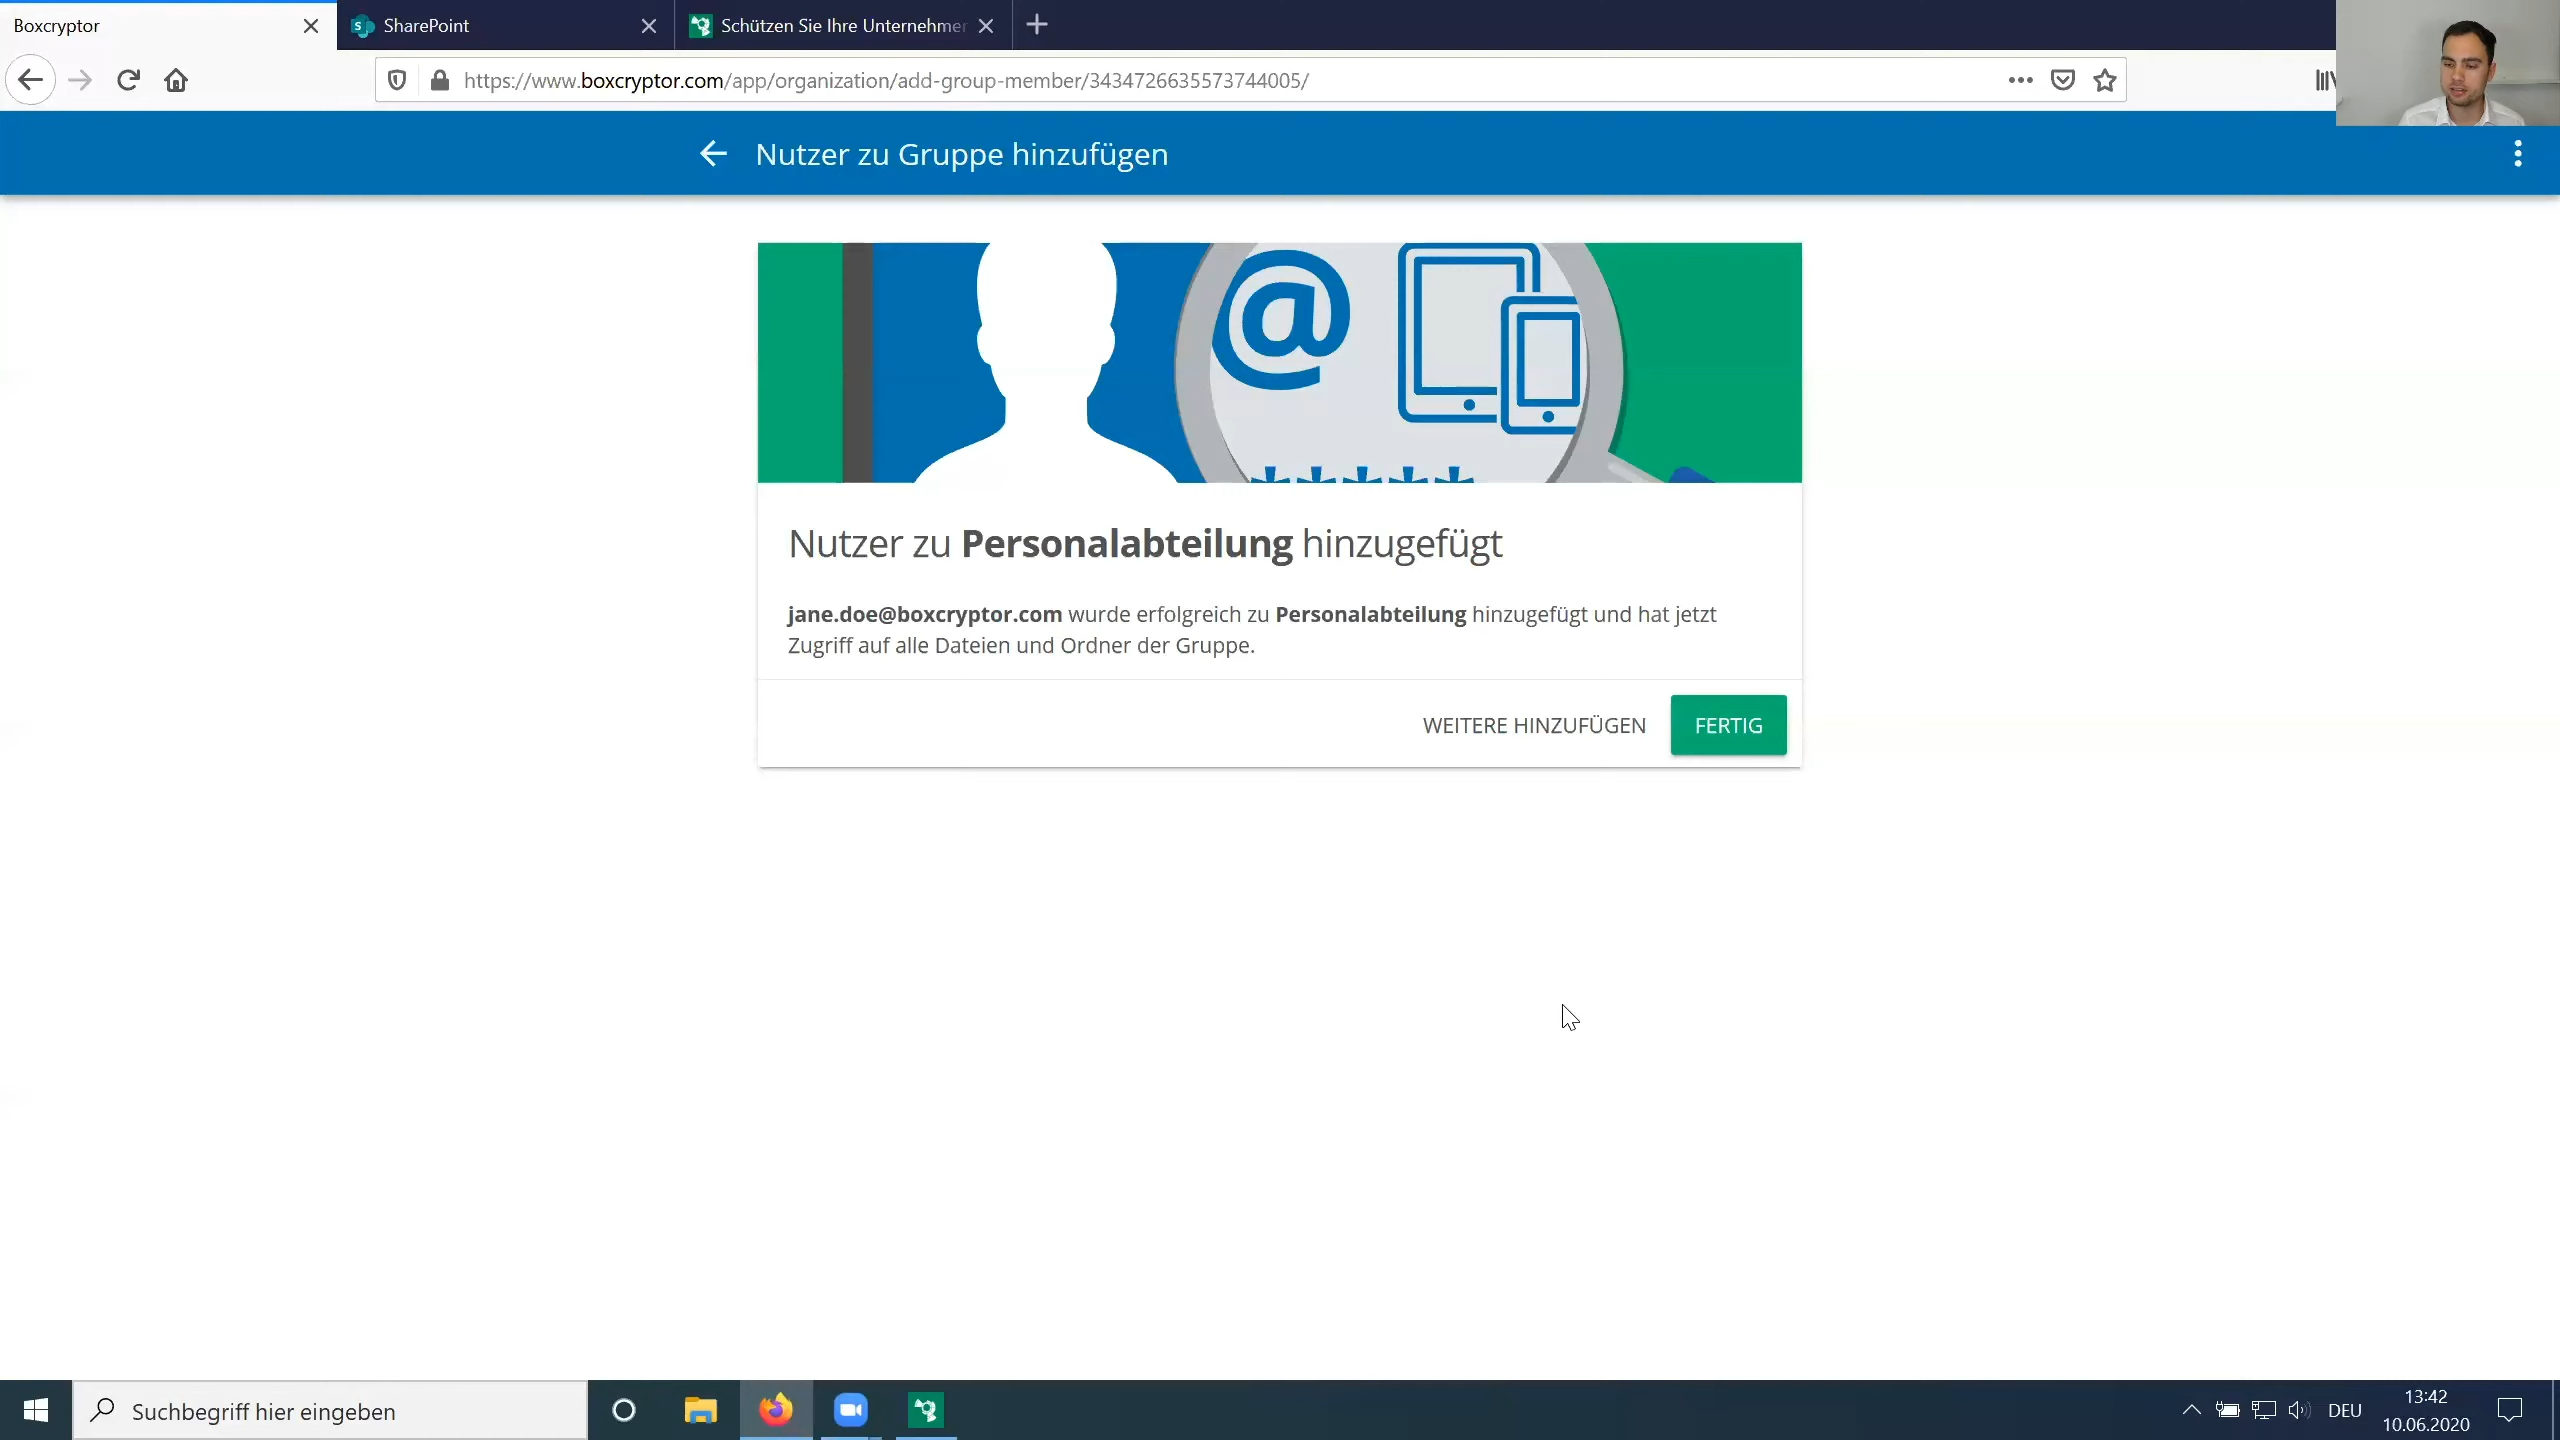 Boxcryptor
SharePoint
Schützen Sie Ihre Unternehmen
https://www.boxcryptor.com/app/organization/add-group-member/3434726635573744005/
Nutzer zu Gruppe hinzufügen
@
*****
Nutzer zu Personalabteilung hinzugefügt
jane.doe@boxcryptor.com wurde erfolgreich zu Personalabteilung hinzugefügt und hat jetzt
Zugriff auf alle Dateien und Ordner der Gruppe.
WEITERE HINZUFÜGEN
FERTIG
Suchbegriff hier eingeben
DEU
13:42
10.06.2020